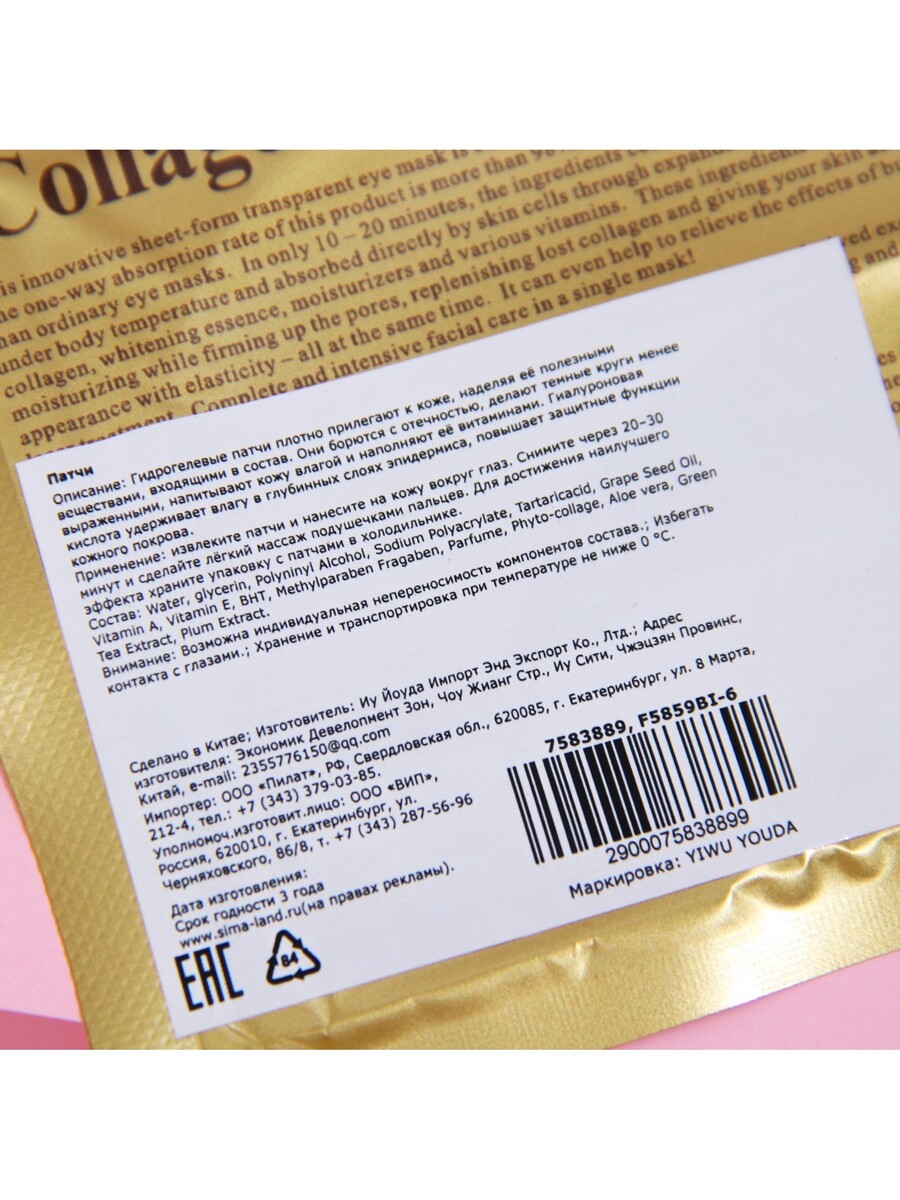 Collage
is innovative sheet-form transparent eye mask is
he one-way absorption rate of this product is more than
han ordinary eye masks. In only 10–20 minutes, the ingredients
under body temperature and absorbed directly by skin cells through
collagen, whitening essence, moisturizers and various vitamins. These ingredients
moisturizing while firming up the pores, replenishing lost collagen and giving your skin
appearance with elasticity – all at the same time. It can even help to relieve the effects of
treatment. Complete and intensive facial care in a single mask!
and
Патчи
Описание: Гидрогелевые патчи плотно прилегают к коже, наделяя её полезными
веществами, входящими в состав. Они борются с отечностью, делают темные круги менее
выраженными, напитывают кожу влагой и наполняют её витаминами. Гиалуроновая
кислота удерживает влагу в глубинных слоях эпидермиса, повышает защитные функции
кожного покрова.
Применение: извлеките патчи и нанесите на кожу вокруг глаз. Снимите через 20–30
минут и сделайте лёгкий массаж подушечками пальцев. Для достижения наилучшего
эффекта храните упаковку с патчами в холодильнике.
Состав: Water, glycerin, Polyninyl Alcohol, Sodium Polyacrylate, Tartaricacid, Grape Seed Oil,
Vitamin A, Vitamin E, BHT, Methylparaben Fragaben, Parfume, Phyto-collage, Aloe vera, Green
Tea Extract, Plum Extract.
Внимание: Возможна индивидуальная непереносимость компонентов состава.; Избегать
контакта с глазами.; Хранение и транспортировка при температуре не ниже 0 °C.
Сделано в Китае; Изготовитель: Иу Йоуда Импорт Энд Экспорт Ко., Лтд.; Адрес
изготовителя: Экономик Девелопмент Зон, Чоу Жианг Стр., Иу Сити, Чжэцзян Провинс,
Китай, e-mail: 2355776150@qq.com
Импортер: ООО «Пилат», РФ, Свердловская обл., 620085, г. Екатеринбург, ул. 8 Марта,
212-4, тел.: +7 (343) 379-03-85.
Уполномоч.изготовит.лицо: ООО «ВИП»,
Россия, 620010, г. Екатеринбург, ул.
Черняховского, 86/8, т. +7 (343) 287-56-96
Дата изготовления:
Срок годности 3 года
www.sima-land.ru(на правах рекламы).
7583889, F5859BI-6
2900075838899
Маркировка: YIWU YOUDA
EAC
84